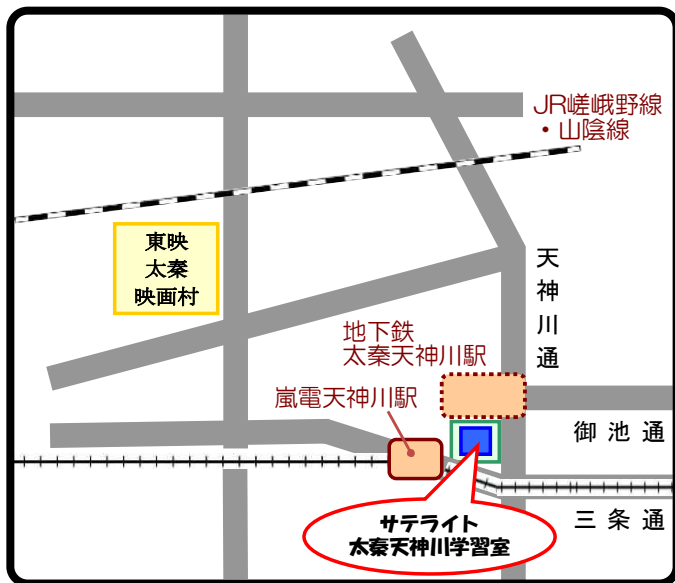 JR嵯峨野線
・山陰線
東映
太秦
映画村
天神川通
地下鉄
太秦天神川駅
嵐電天神川駅
御池通
三条通
サテライト
太秦天神川学習室